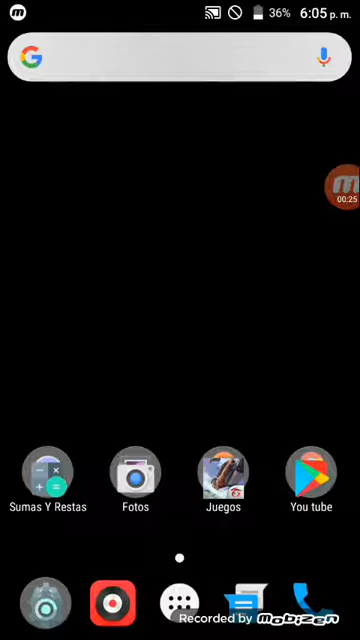 36% 6:05 p. m.
00:25
Sumas Y Restas Fotos Juegos You tube
Recorded by Mobizen